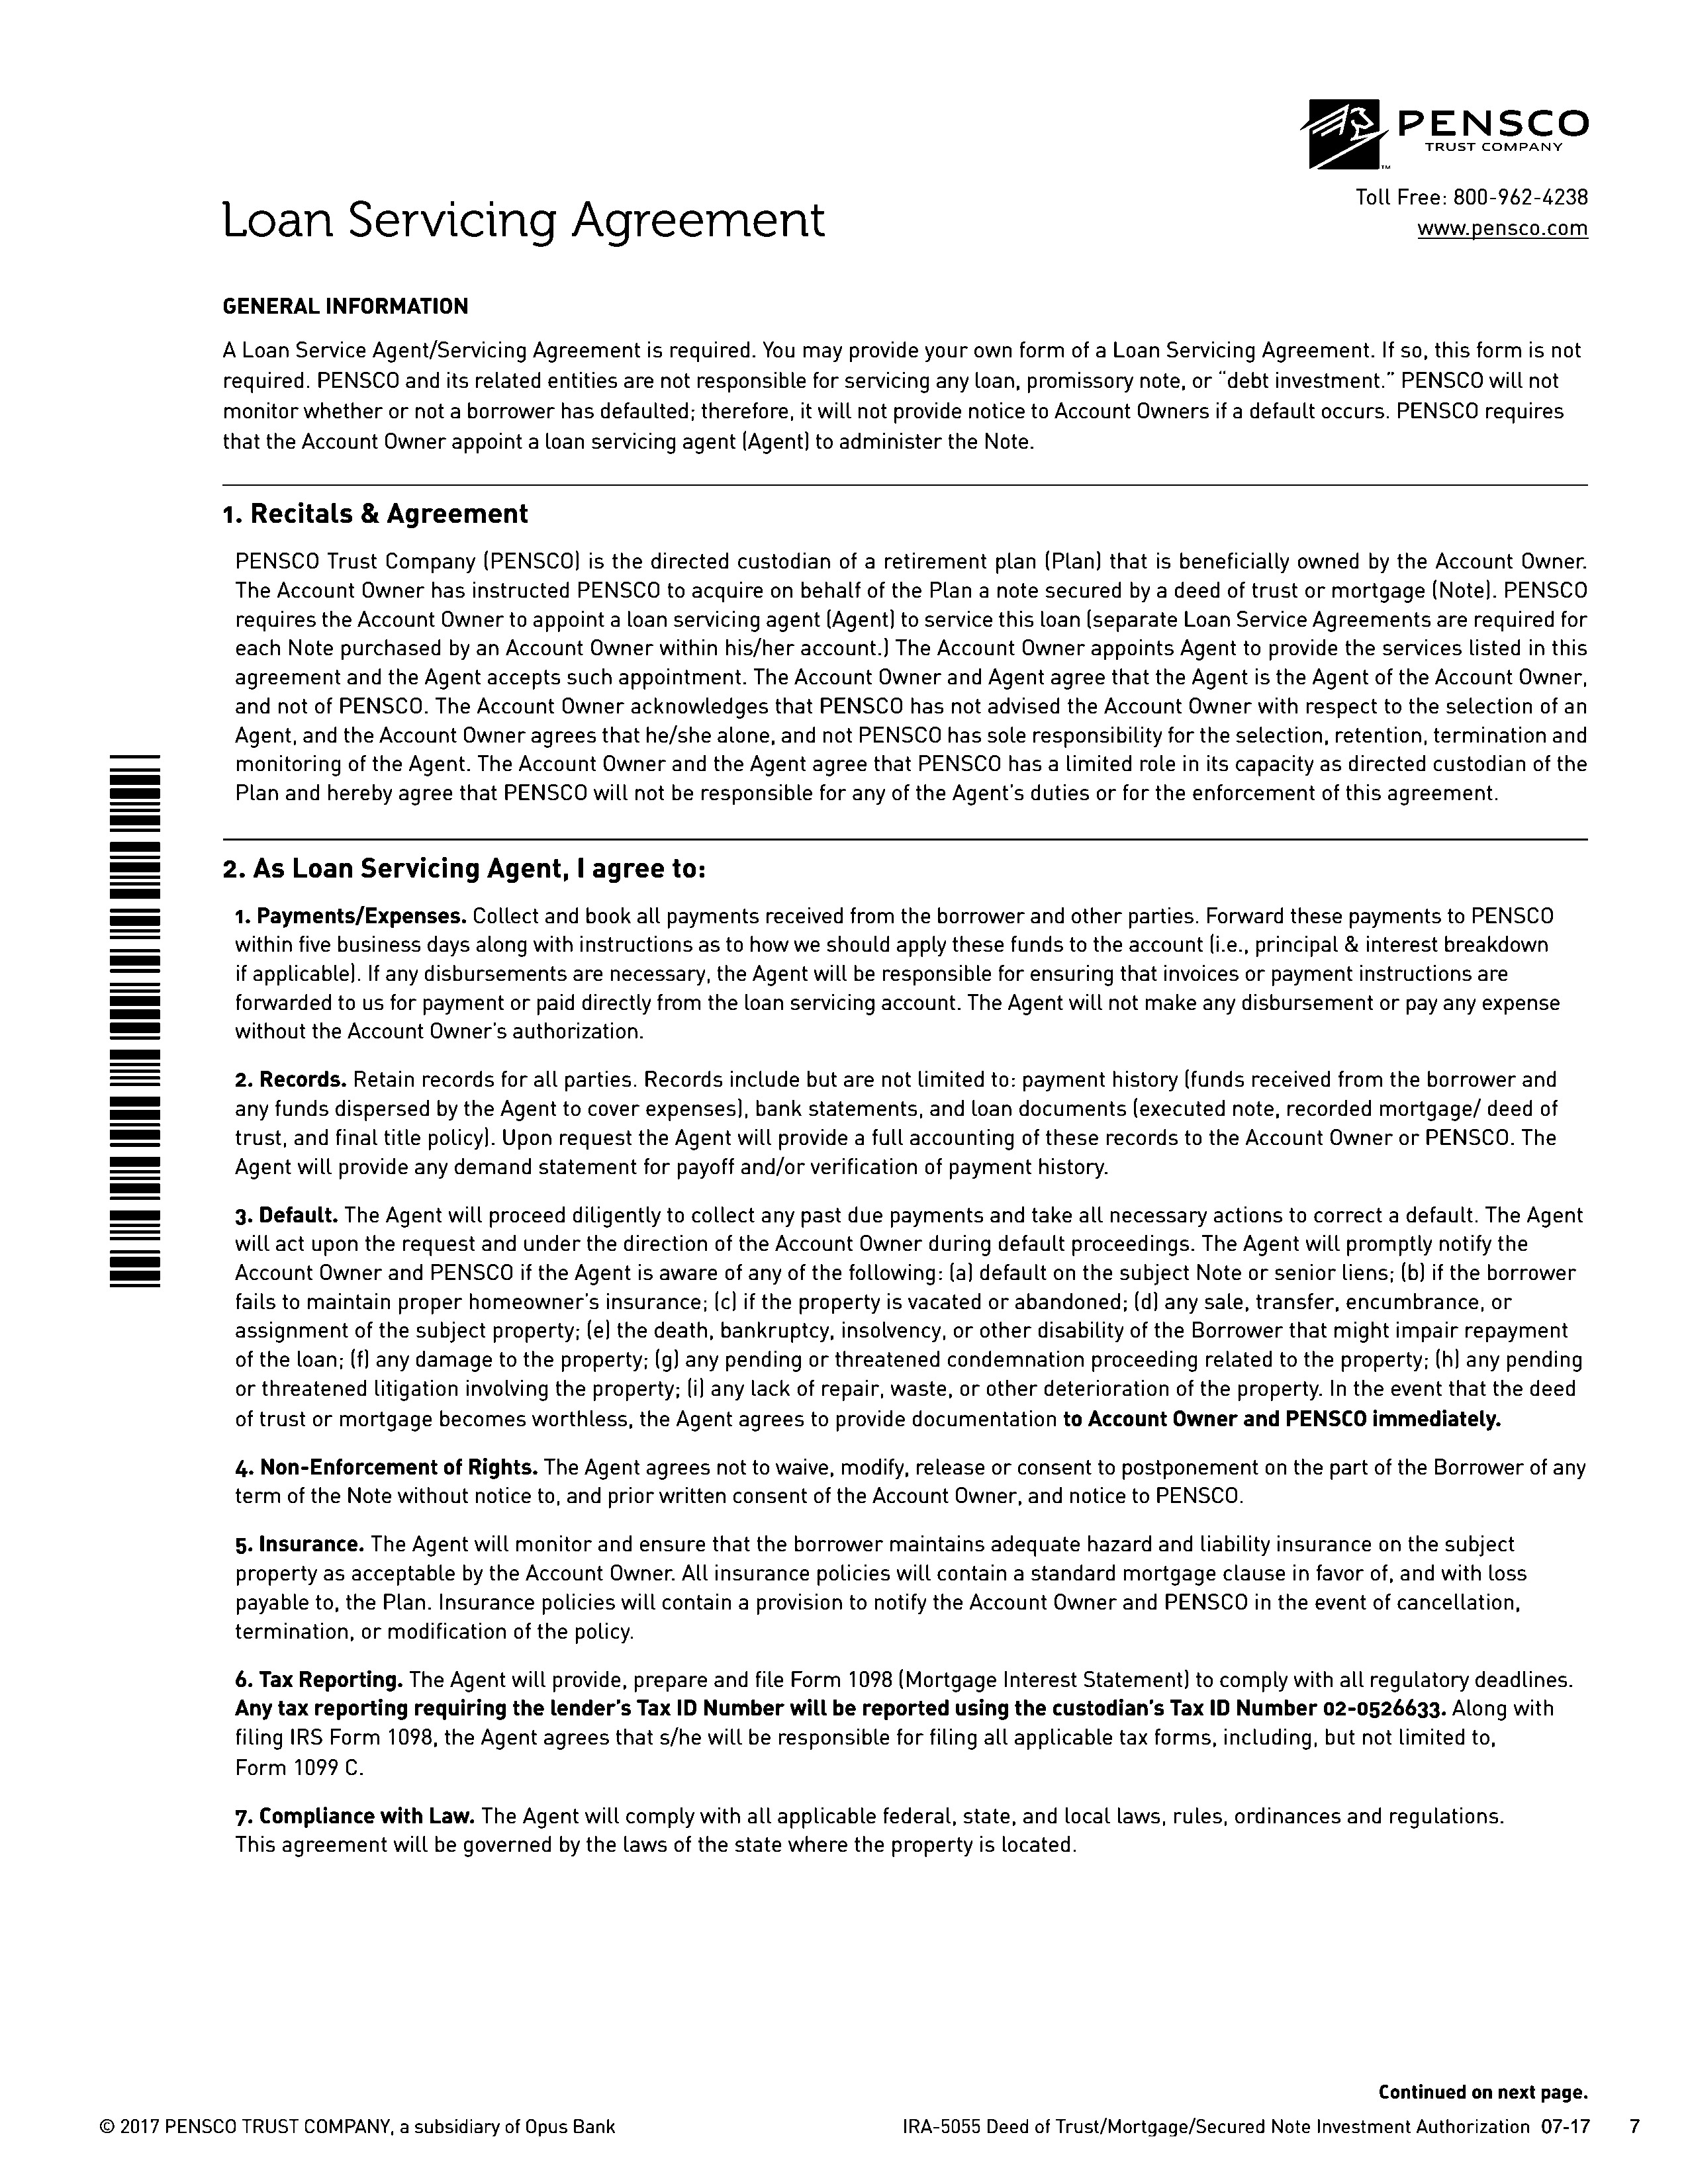 PENSCO
TRUST COMPANY
TM
Toll Free: 800-962-4238
www.pensco.com
Loan Servicing Agreement
GENERAL INFORMATION
A Loan Service Agent/Servicing Agreement is required. You may provide your own form of a Loan Servicing Agreement. If so, this form is not
required. PENSCO and its related entities are not responsible for servicing any loan, promissory note, or “debt investment.” PENSCO will not
monitor whether or not a borrower has defaulted; therefore, it will not provide notice to Account Owners if a default occurs. PENSCO requires
that the Account Owner appoint a loan servicing agent (Agent) to administer the Note.
1. Recitals & Agreement
PENSCO Trust Company (PENSCO) is the directed custodian of a retirement plan (Plan) that is beneficially owned by the Account Owner.
The Account Owner has instructed PENSCO to acquire on behalf of the Plan a note secured by a deed of trust or mortgage (Note). PENSCO
requires the Account Owner to appoint a loan servicing agent (Agent) to service this loan (separate Loan Service Agreements are required for
each Note purchased by an Account Owner within his/her account.) The Account Owner appoints Agent to provide the services listed in this
agreement and the Agent accepts such appointment. The Account Owner and Agent agree that the Agent is the Agent of the Account Owner,
and not of PENSCO. The Account Owner acknowledges that PENSCO has not advised the Account Owner with respect to the selection of an
Agent, and the Account Owner agrees that he/she alone, and not PENSCO has sole responsibility for the selection, retention, termination and
monitoring of the Agent. The Account Owner and the Agent agree that PENSCO has a limited role in its capacity as directed custodian of the
Plan and hereby agree that PENSCO will not be responsible for any of the Agent’s duties or for the enforcement of this agreement.
2. As Loan Servicing Agent, I agree to:
1. Payments/Expenses. Collect and book all payments received from the borrower and other parties. Forward these payments to PENSCO
within five business days along with instructions as to how we should apply these funds to the account (i.e., principal & interest breakdown
if applicable). If any disbursements are necessary, the Agent will be responsible for ensuring that invoices or payment instructions are
forwarded to us for payment or paid directly from the loan servicing account. The Agent will not make any disbursement or pay any expense
without the Account Owner’s authorization.
2. Records. Retain records for all parties. Records include but are not limited to: payment history (funds received from the borrower and
any funds dispersed by the Agent to cover expenses), bank statements, and loan documents (executed note, recorded mortgage/ deed of
trust, and final title policy). Upon request the Agent will provide a full accounting of these records to the Account Owner or PENSCO. The
Agent will provide any demand statement for payoff and/or verification of payment history.
3. Default. The Agent will proceed diligently to collect any past due payments and take all necessary actions to correct a default. The Agent
will act upon the request and under the direction of the Account Owner during default proceedings. The Agent will promptly notify the
Account Owner and PENSCO if the Agent is aware of any of the following: (a) default on the subject Note or senior liens; (b) if the borrower
fails to maintain proper homeowner’s insurance; (c) if the property is vacated or abandoned; (d) any sale, transfer, encumbrance, or
assignment of the subject property; (e) the death, bankruptcy, insolvency, or other disability of the Borrower that might impair repayment
of the loan; (f) any damage to the property; (g) any pending or threatened condemnation proceeding related to the property; (h) any pending
or threatened litigation involving the property; (i) any lack of repair, waste, or other deterioration of the property. In the event that the deed
of trust or mortgage becomes worthless, the Agent agrees to provide documentation to Account Owner and PENSCO immediately.
4. Non-Enforcement of Rights. The Agent agrees not to waive, modify, release or consent to postponement on the part of the Borrower of any
term of the Note without notice to, and prior written consent of the Account Owner, and notice to PENSCO.
5. Insurance. The Agent will monitor and ensure that the borrower maintains adequate hazard and liability insurance on the subject
property as acceptable by the Account Owner. All insurance policies will contain a standard mortgage clause in favor of, and with loss
payable to, the Plan. Insurance policies will contain a provision to notify the Account Owner and PENSCO in the event of cancellation,
termination, or modification of the policy.
6. Tax Reporting. The Agent will provide, prepare and file Form 1098 (Mortgage Interest Statement) to comply with all regulatory deadlines.
Any tax reporting requiring the lender’s Tax ID Number will be reported using the custodian’s Tax ID Number 02-0526633. Along with
filing IRS Form 1098, the Agent agrees that s/he will be responsible for filing all applicable tax forms, including, but not limited to,
Form 1099 C.
7. Compliance with Law. The Agent will comply with all applicable federal, state, and local laws, rules, ordinances and regulations.
This agreement will be governed by the laws of the state where the property is located.
Continued on next page.
© 2017 PENSCO TRUST COMPANY, a subsidiary of Opus Bank
IRA-5055 Deed of Trust/Mortgage/Secured Note Investment Authorization 07-17 7